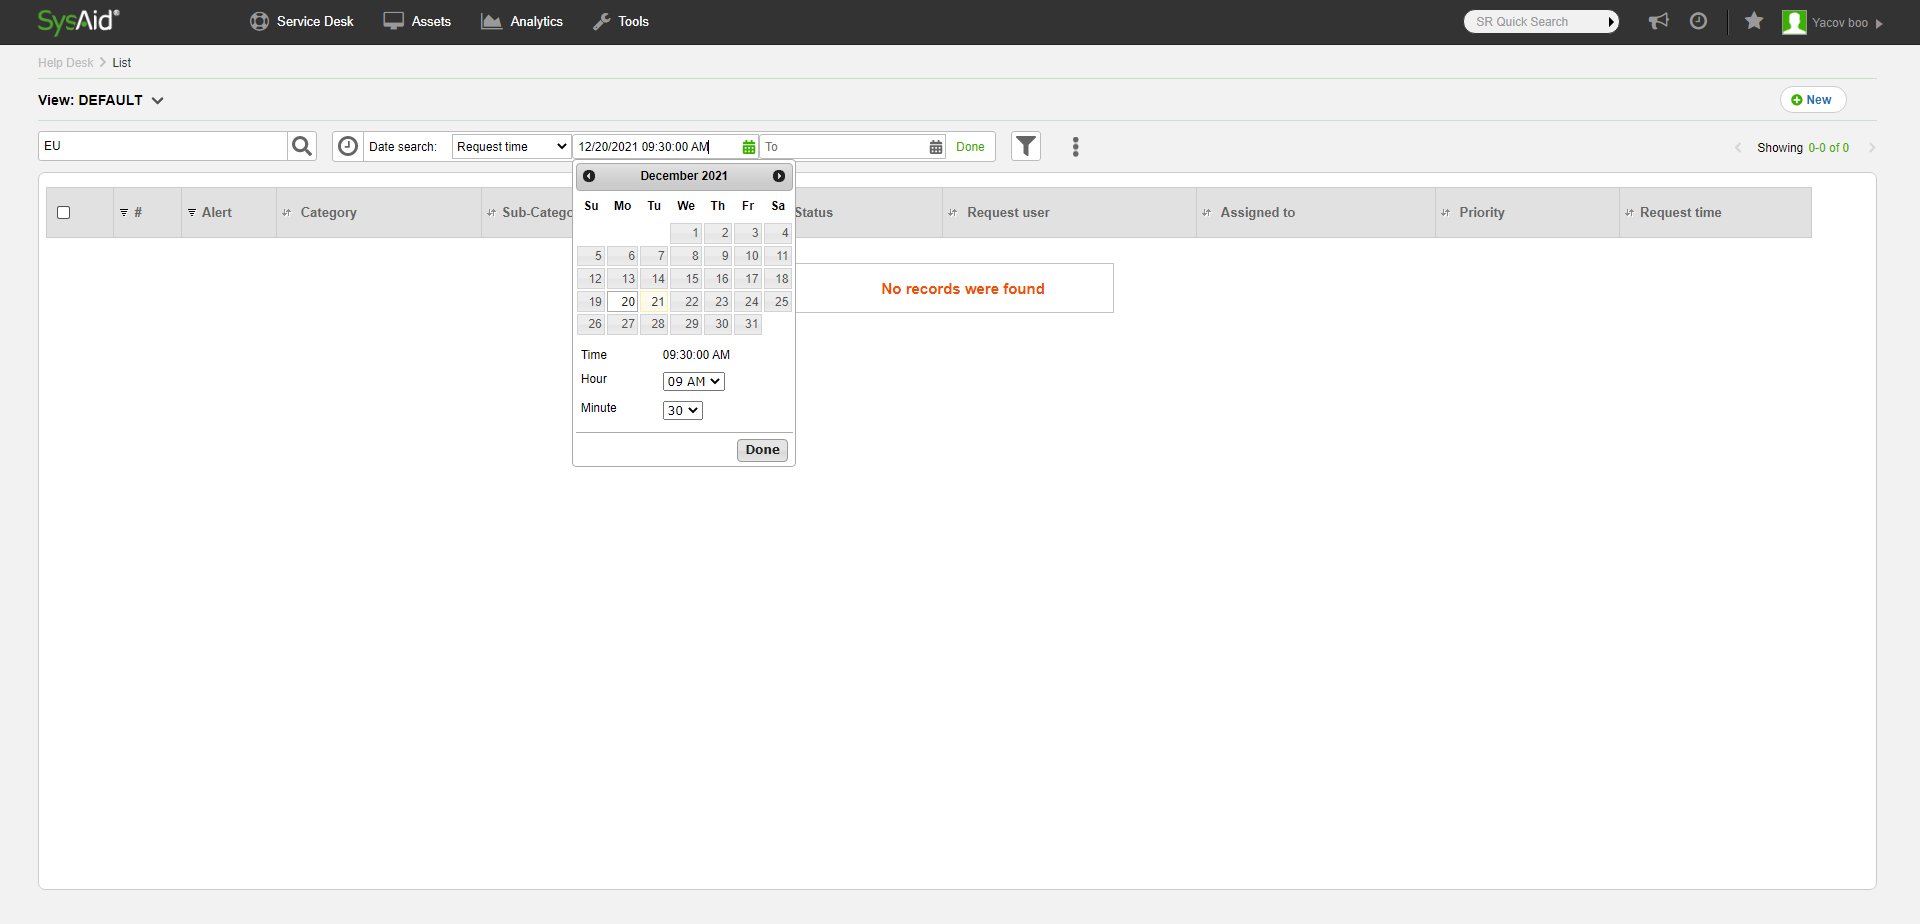 SysAid®
Service Desk Assets Analytics Tools
SR Quick Search
Yacov boo
Help Desk List
View: DEFAULT
New
EU
Date search: Request time 12/20/2021 09:30:00 AM To Done
Showing 0-0 of 0
December 2021
# Alert Category Sub-Catego Status Request user Assigned to Priority Request time
Su Mo Tu We Th Fr Sa
1 2 3 4
5 6 7 8 9 10 11
12 13 14 15 16 17 18
19 20 21 22 23 24 25
26 27 28 29 30 31
No records were found
Time 09:30:00 AM
Hour 09 AM
Minute 30
Done